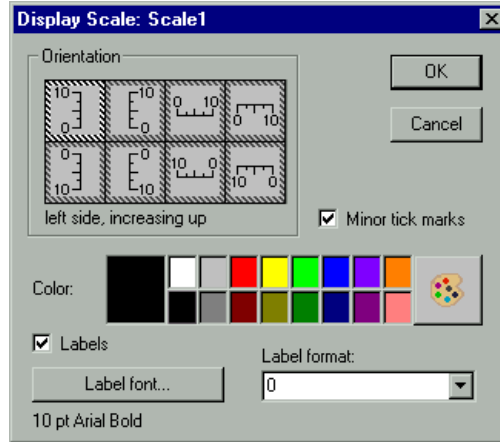 Display Scale: Scale1
Orientation
10 10 0 10
0 0 0 10
0 0 10 0
10 10 10 0
left side, increasing up
OK
Cancel
Minor tick marks
Color:
Labels
Label format:
Label font...
0
10 pt Arial Bold